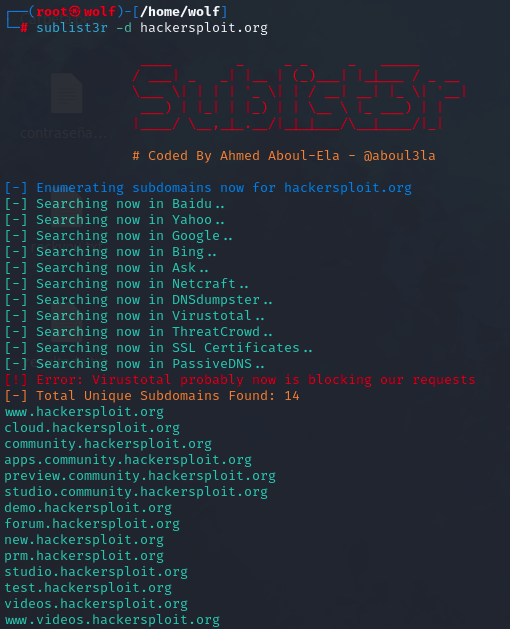 ┌──(root㉿wolf)-[/home/wolf]
└─# sublist3r -d hackersploit.org
Sublist3r
contraseña...
# Coded By Ahmed Aboul-Ela - @aboul3la
[-] Enumerating subdomains now for hackersploit.org
[-] Searching now in Baidu..
[-] Searching now in Yahoo..
[-] Searching now in Google..
[-] Searching now in Bing..
[-] Searching now in Ask..
[-] Searching now in Netcraft..
[-] Searching now in DNSdumpster..
[-] Searching now in Virustotal..
[-] Searching now in ThreatCrowd..
[-] Searching now in SSL Certificates..
[-] Searching now in PassiveDNS..
[!] Error: Virustotal probably now is blocking our requests
[-] Total Unique Subdomains Found: 14
www.hackersploit.org
cloud.hackersploit.org
community.hackersploit.org
apps.community.hackersploit.org
preview.community.hackersploit.org
studio.community.hackersploit.org
demo.hackersploit.org
forum.hackersploit.org
new.hackersploit.org
prm.hackersploit.org
studio.hackersploit.org
test.hackersploit.org
videos.hackersploit.org
www.videos.hackersploit.org